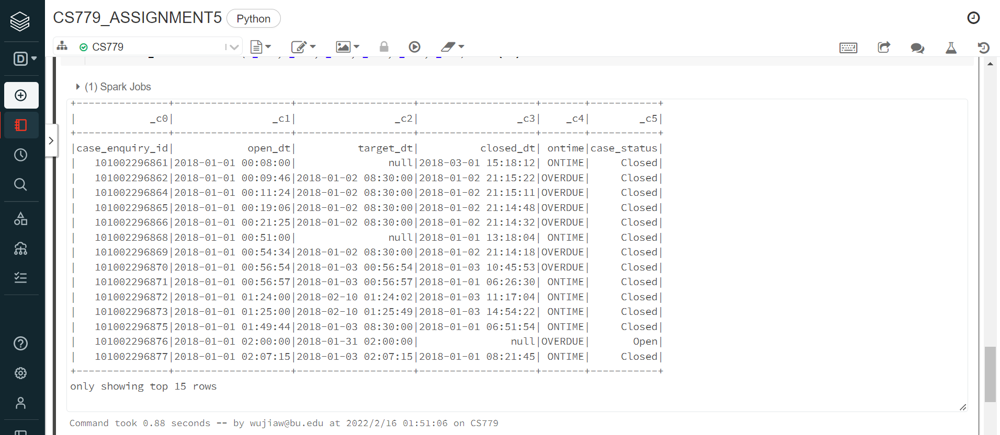 CS779_ASSIGNMENT5 Python
CS779
(1) Spark Jobs
+---------------+-------------------+-------------------+-------------------+-------+-----------+
|            _c0|                _c1|                _c2|                _c3|    _c4|        _c5|
+---------------+-------------------+-------------------+-------------------+-------+-----------+
|case_enquiry_id|            open_dt|          target_dt|          closed_dt| ontime|case_status|
|   101002296861|2018-01-01 00:08:00|               null|2018-03-01 15:18:12| ONTIME|     Closed|
|   101002296862|2018-01-01 00:09:46|2018-01-02 08:30:00|2018-01-02 21:15:22|OVERDUE|     Closed|
|   101002296864|2018-01-01 00:11:24|2018-01-02 08:30:00|2018-01-02 21:15:11|OVERDUE|     Closed|
|   101002296865|2018-01-01 00:19:06|2018-01-02 08:30:00|2018-01-02 21:14:48|OVERDUE|     Closed|
|   101002296866|2018-01-01 00:21:25|2018-01-02 08:30:00|2018-01-02 21:14:32|OVERDUE|     Closed|
|   101002296868|2018-01-01 00:51:00|               null|2018-01-01 13:18:04| ONTIME|     Closed|
|   101002296869|2018-01-01 00:54:34|2018-01-02 08:30:00|2018-01-02 21:14:18|OVERDUE|     Closed|
|   101002296870|2018-01-01 00:56:54|2018-01-03 00:56:54|2018-01-03 10:45:53|OVERDUE|     Closed|
|   101002296871|2018-01-01 00:56:57|2018-01-03 00:56:57|2018-01-01 06:26:30| ONTIME|     Closed|
|   101002296872|2018-01-01 01:24:00|2018-02-10 01:24:02|2018-01-03 11:17:04| ONTIME|     Closed|
|   101002296873|2018-01-01 01:25:00|2018-02-10 01:25:49|2018-01-03 14:54:22| ONTIME|     Closed|
|   101002296875|2018-01-01 01:49:44|2018-01-03 08:30:00|2018-01-01 06:51:54| ONTIME|     Closed|
|   101002296876|2018-01-01 02:00:00|2018-01-31 02:00:00|               null|OVERDUE|       Open|
|   101002296877|2018-01-01 02:07:15|2018-01-03 02:07:15|2018-01-01 08:21:45| ONTIME|     Closed|
+---------------+-------------------+-------------------+-------------------+-------+-----------+
only showing top 15 rows
Command took 0.88 seconds -- by wujiaw@bu.edu at 2022/2/16 01:51:06 on CS779